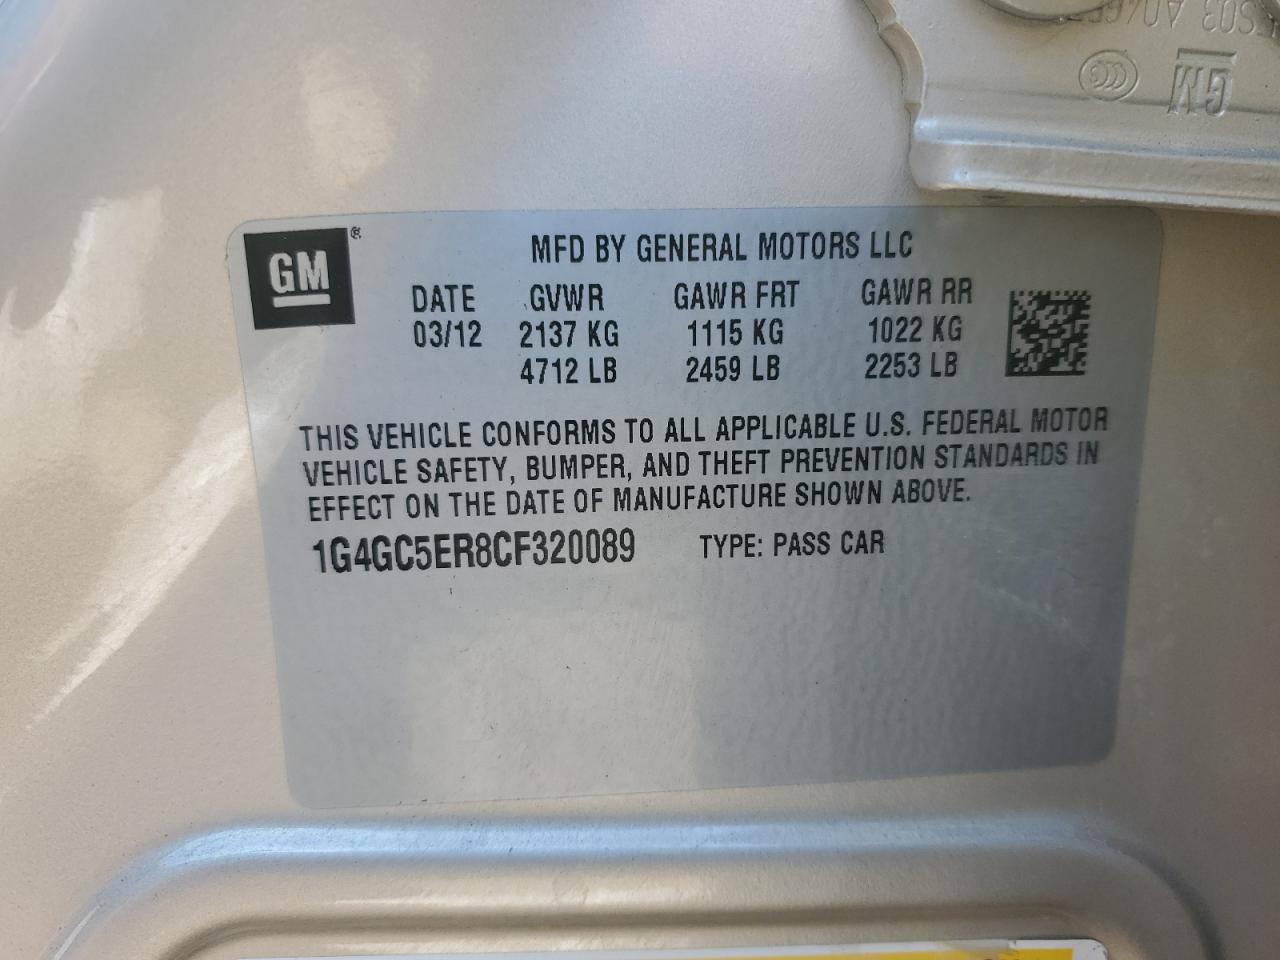 GM ®
MFD BY GENERAL MOTORS LLC
DATE GVWR GAWR FRT GAWR RR
03/12 2137 KG 1115 KG 1022 KG
4712 LB 2459 LB 2253 LB
THIS VEHICLE CONFORMS TO ALL APPLICABLE U.S. FEDERAL MOTOR
VEHICLE SAFETY, BUMPER, AND THEFT PREVENTION STANDARDS IN
EFFECT ON THE DATE OF MANUFACTURE SHOWN ABOVE.
1G4GC5ER8CF320089 TYPE: PASS CAR
GM